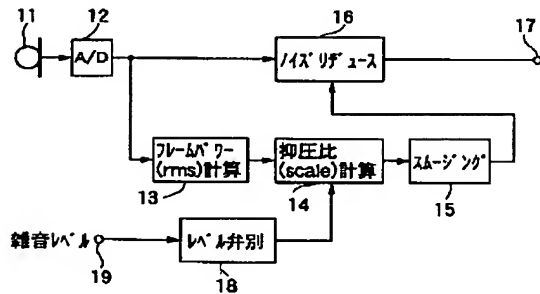 11
12
A/D
16
ﾉｲｽﾞﾘﾃﾞｭｰｽ
17
ﾌﾚｰﾑﾊﾟﾜｰ
(rms)計算
13
抑圧比
(scale)計算
14
ｽﾑｰｼﾞﾝｸﾞ
15
雑音ﾚﾍﾞﾙ
19
ﾚﾍﾞﾙ弁別
18